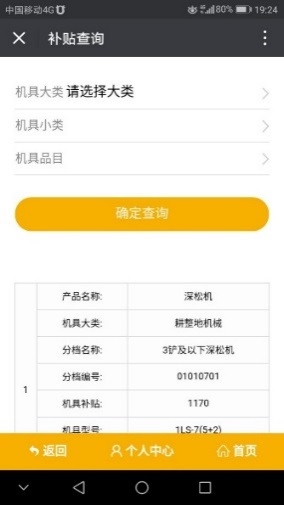 中国移动4G 80% 19:24
补贴查询
机具大类 请选择大类
机具小类
机具品目
确定查询
产品名称: 深松机
机具大类: 耕整地机械
分档名称: 3铲及以下深松机
分档编号: 01010701
1
机具补贴: 1170
机具型号: 1LS-7(5+2)
返回 个人中心 首页